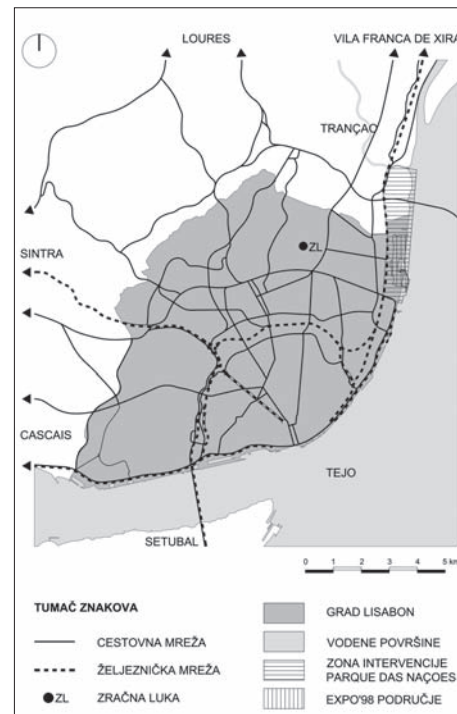 LOURES
VILA FRANCA DE XIRA
TRANÇAO
ZL
SINTRA
CASCAIS
TEJO
SETUBAL
0 1 2 3 4 5 km
TUMAČ ZNAKOVA
CESTOVNA MREŽA
ŽELJEZNIČKA MREŽA
ZL ZRAČNA LUKA
GRAD LISABON
VODENE POVRŠINE
ZONA INTERVENCIJE
PARQUE DAS NAÇOES
EXPO'98 PODRUČJE